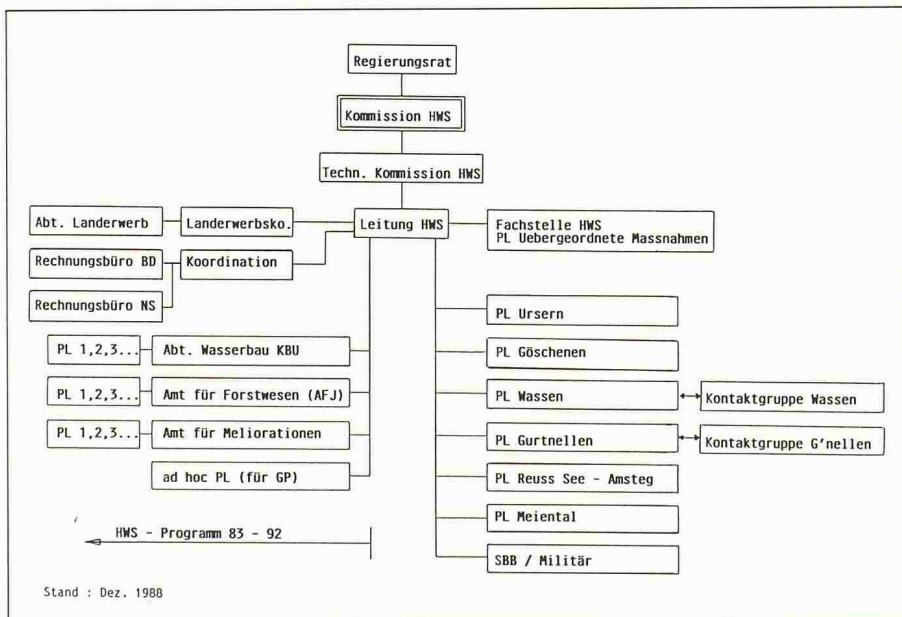 Regierungsrat
Kommission HWS
Techn. Kommission HWS
Abt. Landerwerb
Landerwerbsko.
Leitung HWS
Fachstelle HWS
PL Uebergeordnete Massnahmen
Rechnungsbüro BD
Koordination
Rechnungsbüro NS
PL Ursern
PL 1,2,3...
Abt. Wasserbau KBU
PL Göschenen
PL 1,2,3...
Amt für Forstwesen (AFJ)
PL Wassen
Kontaktgruppe Wassen
PL 1,2,3...
Amt für Meliorationen
PL Gurtnellen
Kontaktgruppe G'nellen
ad hoc PL (für GP)
PL Reuss See - Amsteg
PL Meiental
HWS - Programm 83 - 92
SBB / Militär
Stand : Dez. 1988